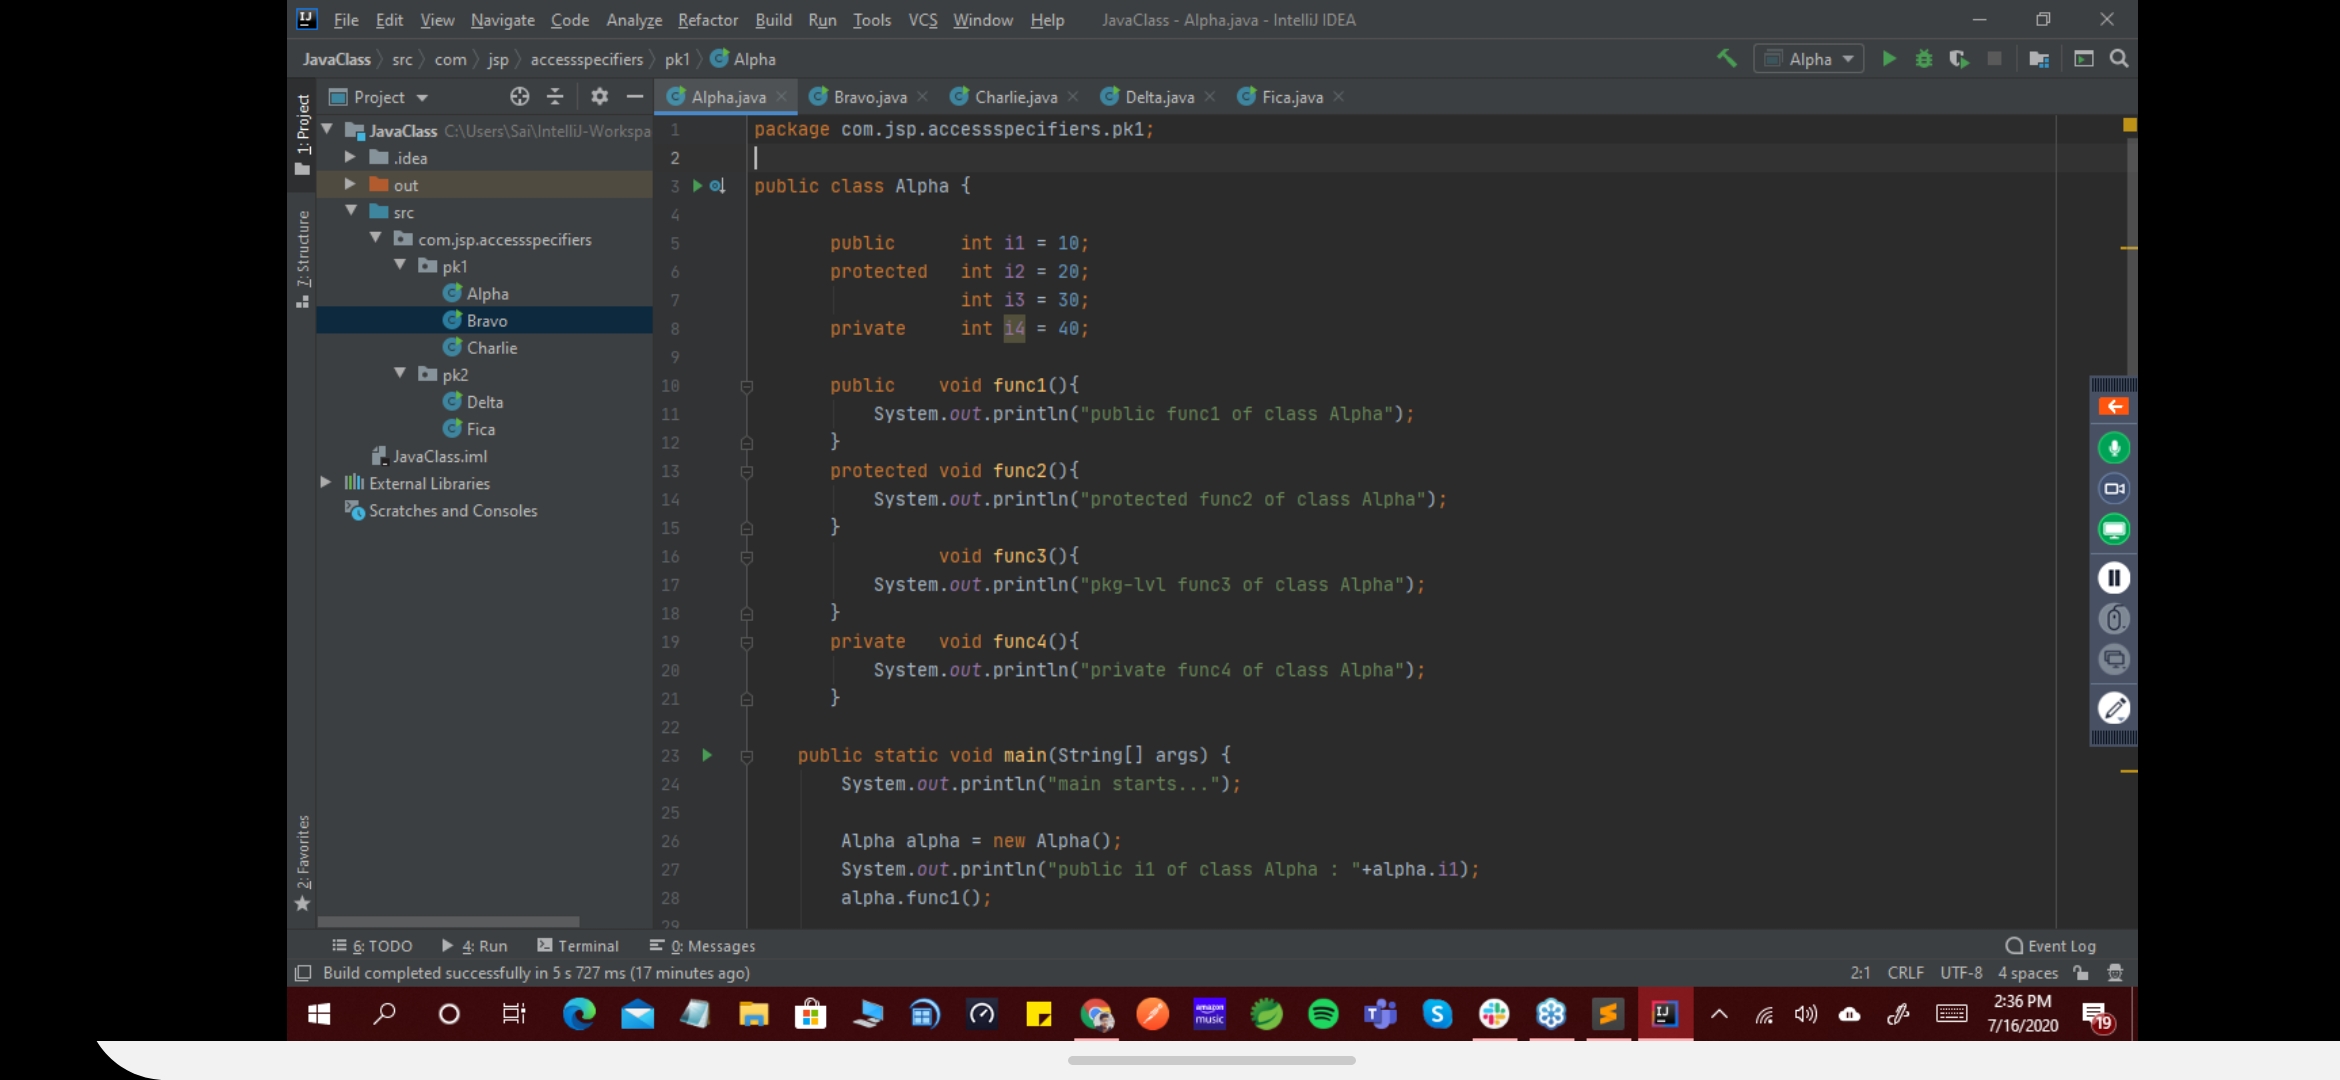 File Edit View Navigate Code Analyze Refactor Build Run Tools VCS Window Help JavaClass - Alpha.java - IntelliJ IDEA
JavaClass src com jsp accessspecifiers pk1 Alpha
Alpha
1: Project
7: Structure
2: Favorites
Project
JavaClass C:\Users\Sai\IntelliJ-Workspa
.idea
out
src
com.jsp.accessspecifiers
pk1
Alpha
Bravo
Charlie
pk2
Delta
Fica
JavaClass.iml
External Libraries
Scratches and Consoles
Alpha.java Bravo.java Charlie.java Delta.java Fica.java
1 package com.jsp.accessspecifiers.pk1;
2
3 public class Alpha {
4
5 public int i1 = 10;
6 protected int i2 = 20;
7 int i3 = 30;
8 private int i4 = 40;
9
10 public void func1(){
11 System.out.println("public func1 of class Alpha");
12 }
13 protected void func2(){
14 System.out.println("protected func2 of class Alpha");
15 }
16 void func3(){
17 System.out.println("pkg-lvl func3 of class Alpha");
18 }
19 private void func4(){
20 System.out.println("private func4 of class Alpha");
21 }
22
23 public static void main(String[] args) {
24 System.out.println("main starts...");
25
26 Alpha alpha = new Alpha();
27 System.out.println("public i1 of class Alpha : "+alpha.i1);
28 alpha.func1();
29
6: TODO 4: Run Terminal 0: Messages Event Log
Build completed successfully in 5 s 727 ms (17 minutes ago) 2:1 CRLF UTF-8 4 spaces
amazon music
2:36 PM
7/16/2020
19